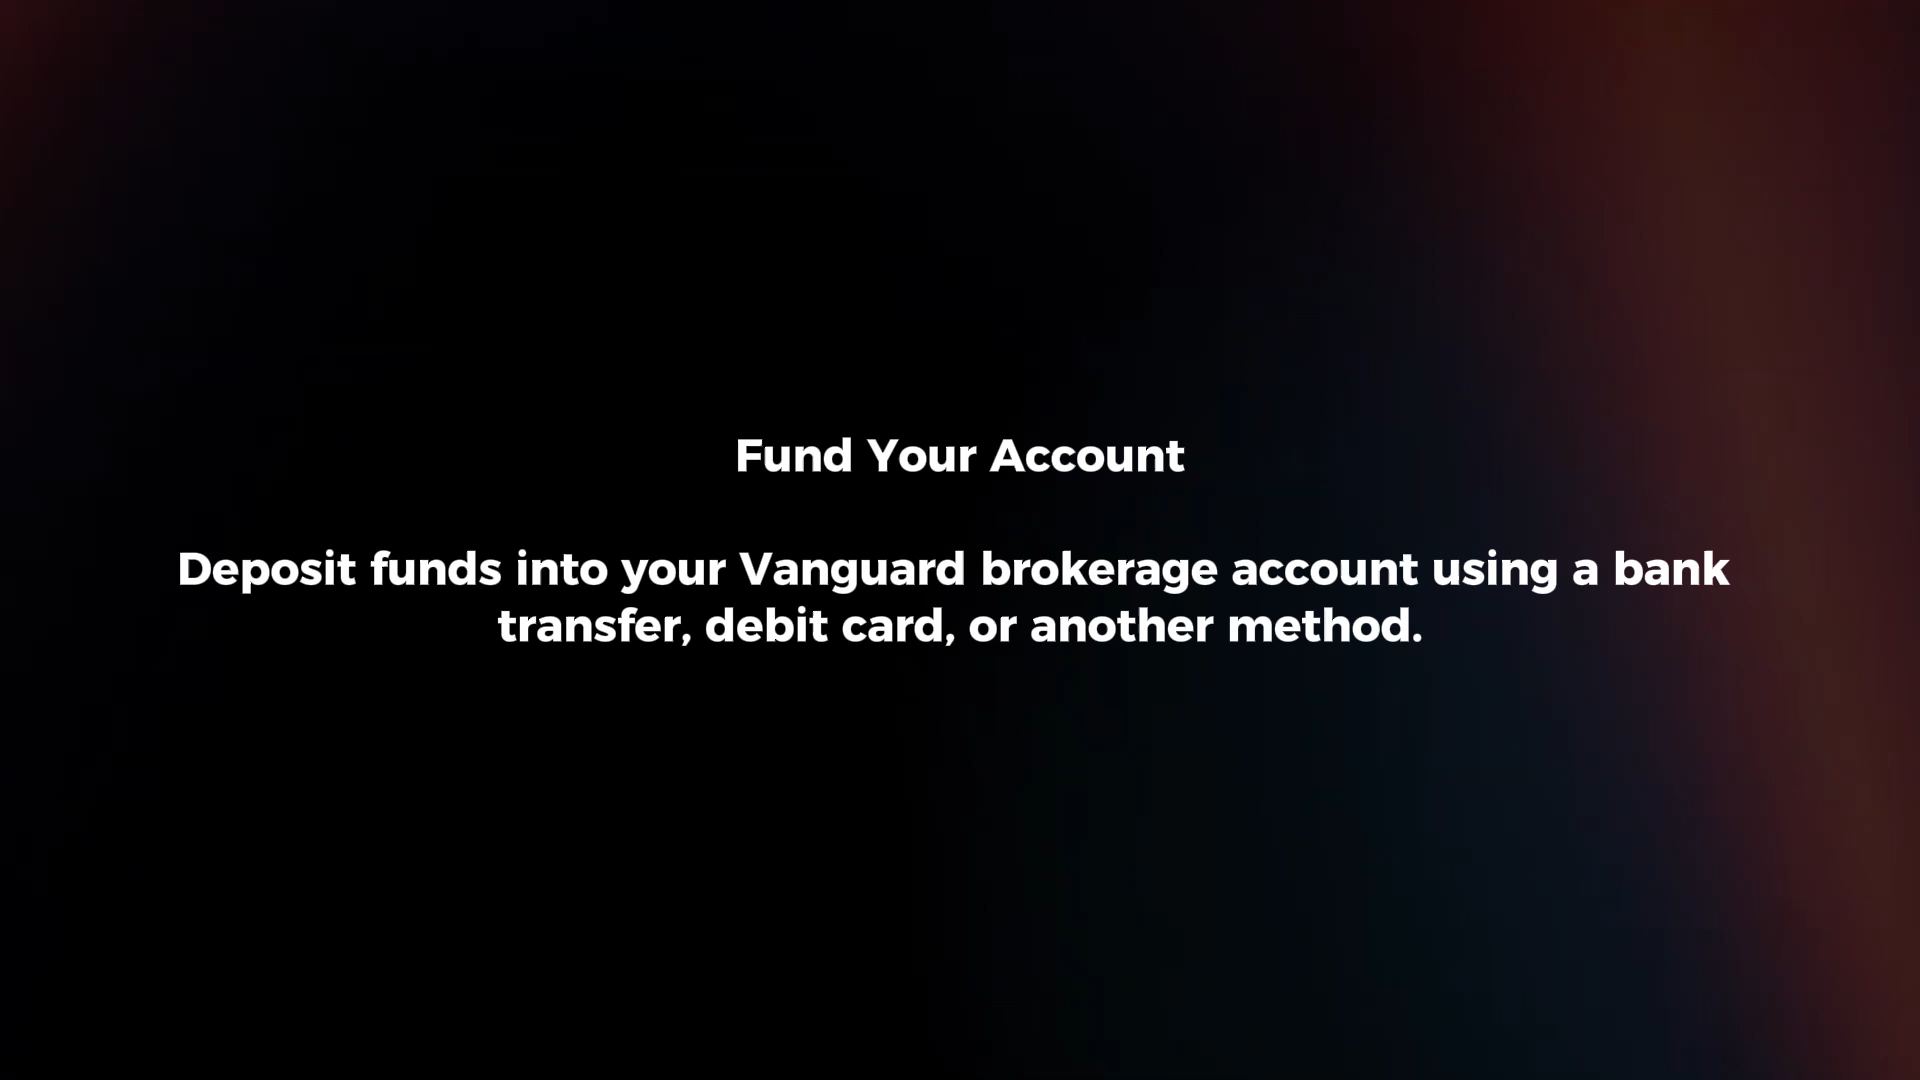 Fund Your Account
Deposit funds into your Vanguard brokerage account using a bank
transfer, debit card, or another method.